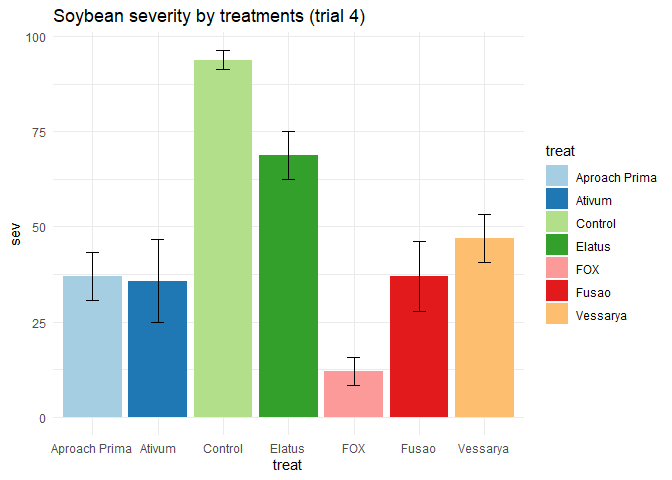 Soybean severity by treatments (trial 4)
100
75
50
25
0
sev
Aproach Prima Ativum Control Elatus FOX Fusao Vessarya
treat
treat
Aproach Prima
Ativum
Control
Elatus
FOX
Fusao
Vessarya